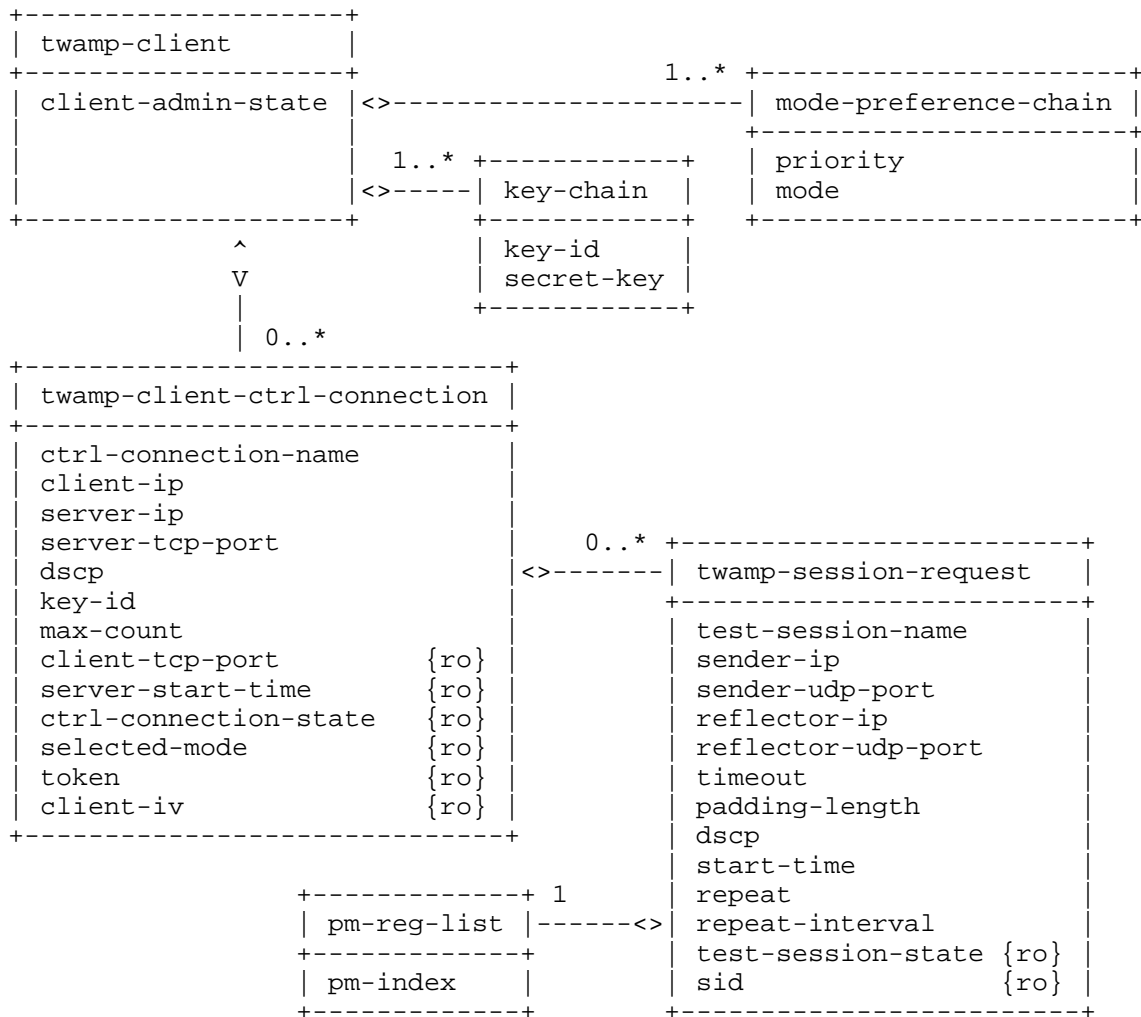 +--------------------+
| twamp-client       |
+--------------------+                   1..* +-----------------------+
| client-admin-state |<>----------------------| mode-preference-chain |
|                    |                        +-----------------------+
|                    |  1..* +------------+   | priority              |
|                    |<>-----| key-chain  |   | mode                  |
+--------------------+       +------------+   +-----------------------+
              ^              | key-id     |
              V              | secret-key |
              |              +------------+
              | 0..*
+------------------------------+
| twamp-client-ctrl-connection |
+------------------------------+
| ctrl-connection-name         |
| client-ip                    |
| server-ip                    |
| server-tcp-port              |    0..* +-------------------------+
| dscp                         |<>-------| twamp-session-request   |
| key-id                       |         +-------------------------+
| max-count                    |         | test-session-name       |
| client-tcp-port         {ro} |         | sender-ip               |
| server-start-time       {ro} |         | sender-udp-port         |
| ctrl-connection-state   {ro} |         | reflector-ip            |
| selected-mode           {ro} |         | reflector-udp-port      |
| token                   {ro} |         | timeout                 |
| client-iv               {ro} |         | padding-length          |
+------------------------------+         | dscp                    |
                                         | start-time              |
                  +-------------+ 1      | repeat                  |
                  | pm-reg-list |------<>| repeat-interval         |
                  +-------------+        | test-session-state {ro} |
                  | pm-index    |        | sid                {ro} |
                  +-------------+        +-------------------------+